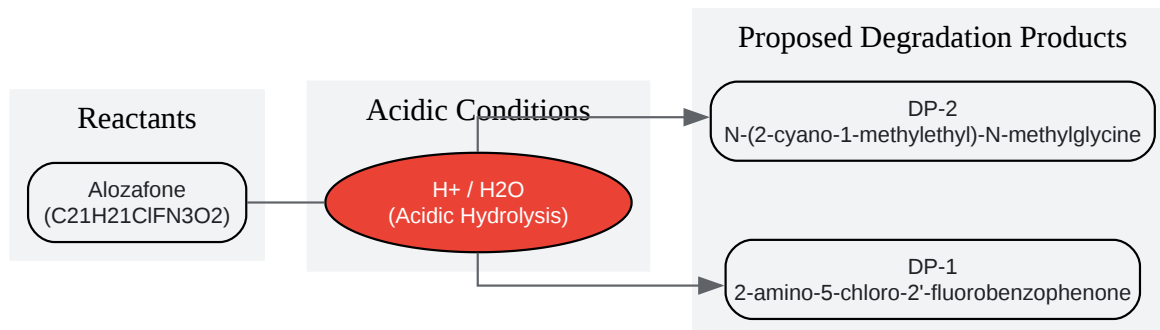 Reactants
Alozafone
(C21H21ClFN3O2)
Acidic Conditions
H+ / H2O
(Acidic Hydrolysis)
Proposed Degradation Products
DP-2
N-(2-cyano-1-methylethyl)-N-methylglycine
DP-1
2-amino-5-chloro-2'-fluorobenzophenone